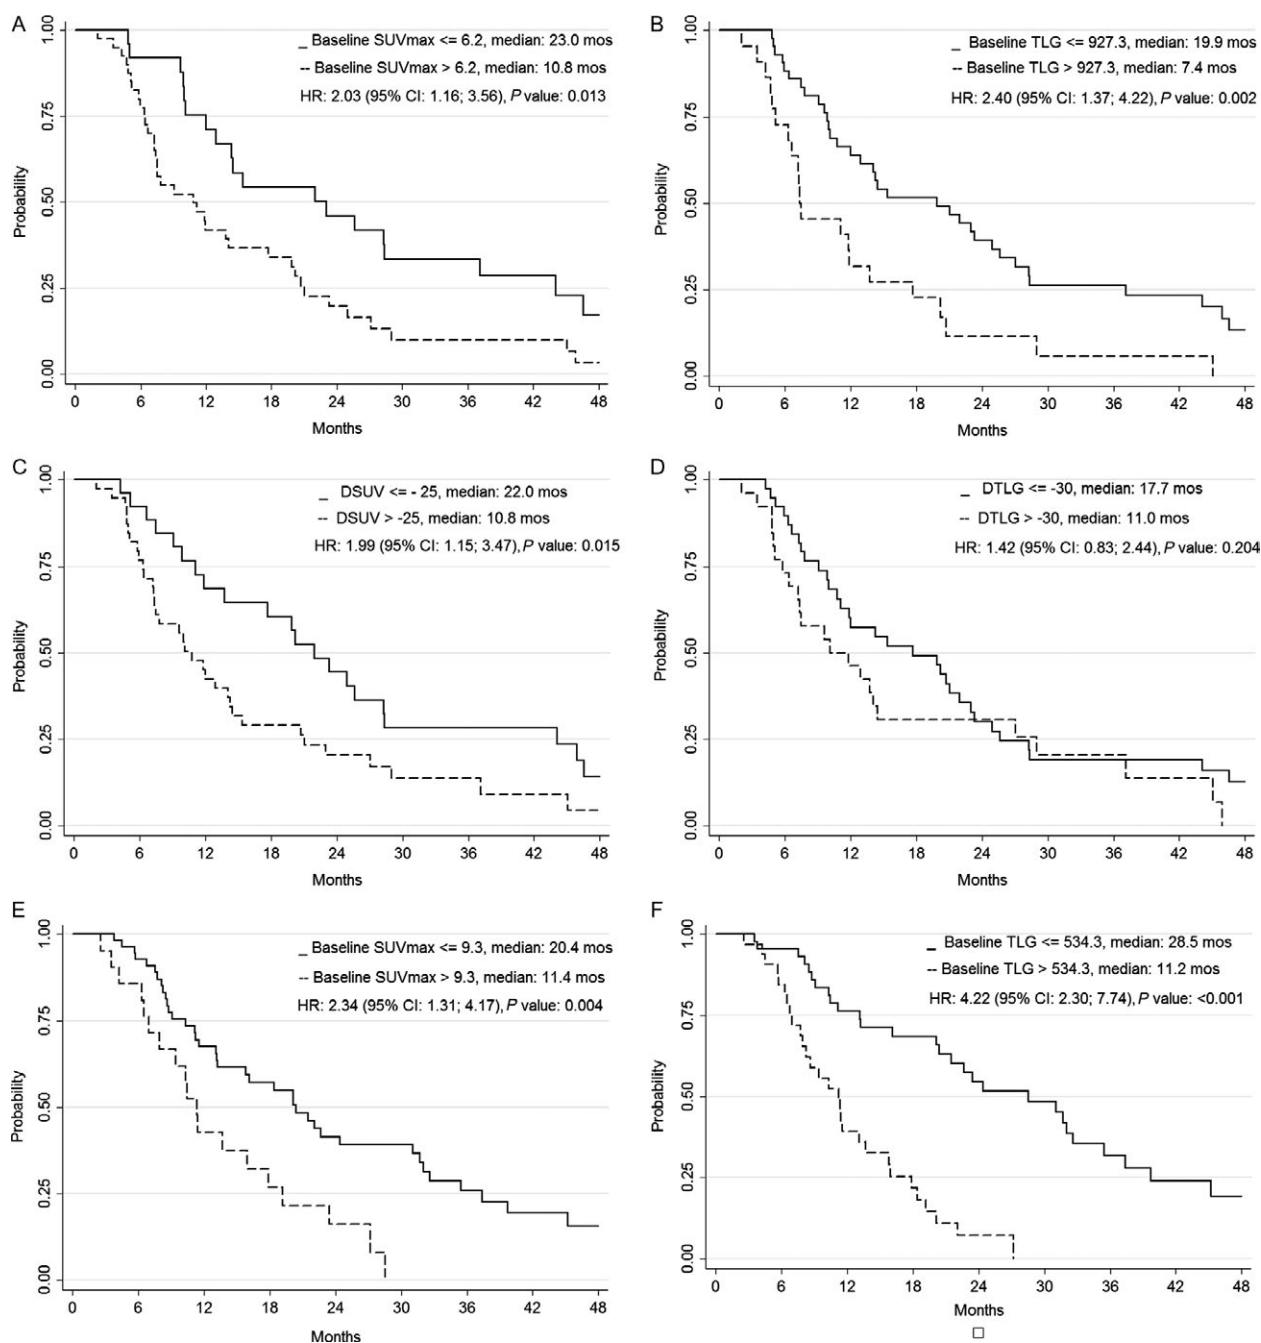 A
_ Baseline SUVmax <= 6.2, median: 23.0 mos
-- Baseline SUVmax > 6.2, median: 10.8 mos
HR: 2.03 (95% CI: 1.16; 3.56), P value: 0.013
Probability
1.00
0.75
0.50
0.25
0.00
0 6 12 18 24 30 36 42 48
Months
B
_ Baseline TLG <= 927.3, median: 19.9 mos
-- Baseline TLG > 927.3, median: 7.4 mos
HR: 2.40 (95% CI: 1.37; 4.22), P value: 0.002
Probability
1.00
0.75
0.50
0.25
0.00
0 6 12 18 24 30 36 42 48
Months
C
_ DSUV <= - 25, median: 22.0 mos
-- DSUV > -25, median: 10.8 mos
HR: 1.99 (95% CI: 1.15; 3.47), P value: 0.015
Probability
1.00
0.75
0.50
0.25
0.00
0 6 12 18 24 30 36 42 48
Months
D
_ DTLG <= -30, median: 17.7 mos
-- DTLG > -30, median: 11.0 mos
HR: 1.42 (95% CI: 0.83; 2.44), P value: 0.204
Probability
1.00
0.75
0.50
0.25
0.00
0 6 12 18 24 30 36 42 48
Months
E
_ Baseline SUVmax <= 9.3, median: 20.4 mos
-- Baseline SUVmax > 9.3, median: 11.4 mos
HR: 2.34 (95% CI: 1.31; 4.17), P value: 0.004
Probability
1.00
0.75
0.50
0.25
0.00
0 6 12 18 24 30 36 42 48
Months
F
_ Baseline TLG <= 534.3, median: 28.5 mos
-- Baseline TLG > 534.3, median: 11.2 mos
HR: 4.22 (95% CI: 2.30; 7.74), P value: <0.001
Probability
1.00
0.75
0.50
0.25
0.00
0 6 12 18 24 30 36 42 48
Months
□